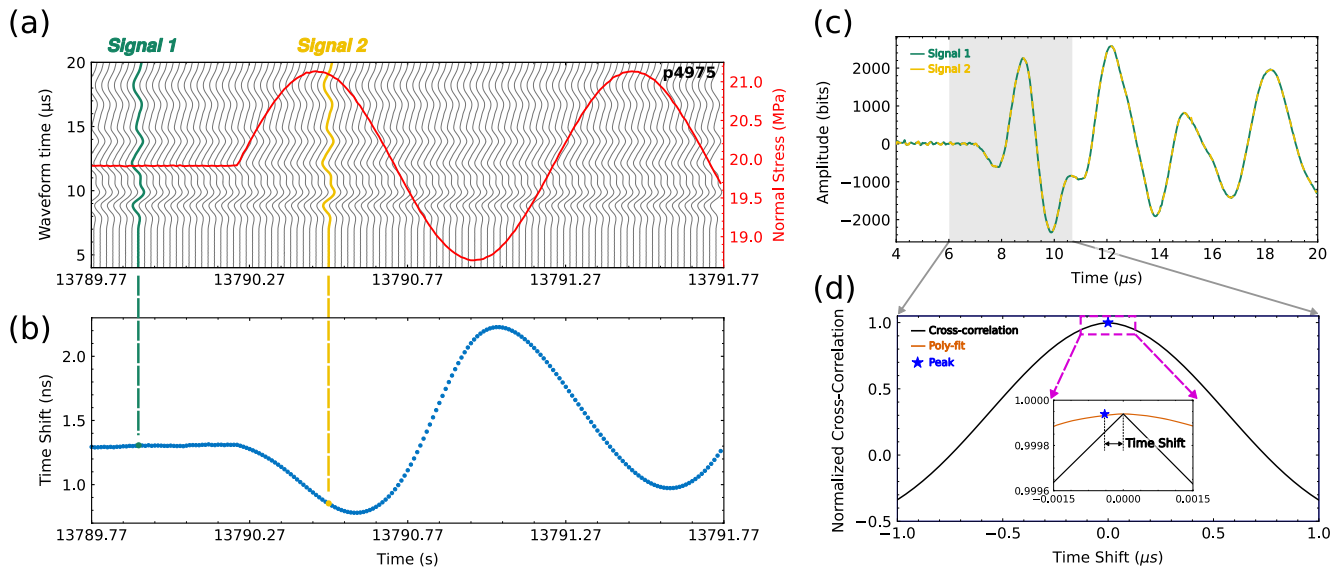 (a)
Signal 1
Signal 2
p4975
Waveform time (μs)
20
15
10
5
21.0
20.5
20.0
19.5
19.0
Normal Stress (MPa)
13789.77
13790.27
13790.77
13791.27
13791.77
(b)
Time Shift (ns)
2.0
1.5
1.0
13789.77
13790.27
13790.77
13791.27
13791.77
Time (s)
(c)
Signal 1
Signal 2
Amplitude (bits)
2000
1000
0
−1000
−2000
4
6
8
10
12
14
16
18
20
Time (μs)
(d)
Cross-correlation
Poly-fit
Peak
Normalized Cross-Correlation
1.0
0.5
0.0
−0.5
1.0000
0.9998
0.9996
Time Shift
−0.0015
0.0000
0.0015
−1.0
−0.5
0.0
0.5
1.0
Time Shift (μs)